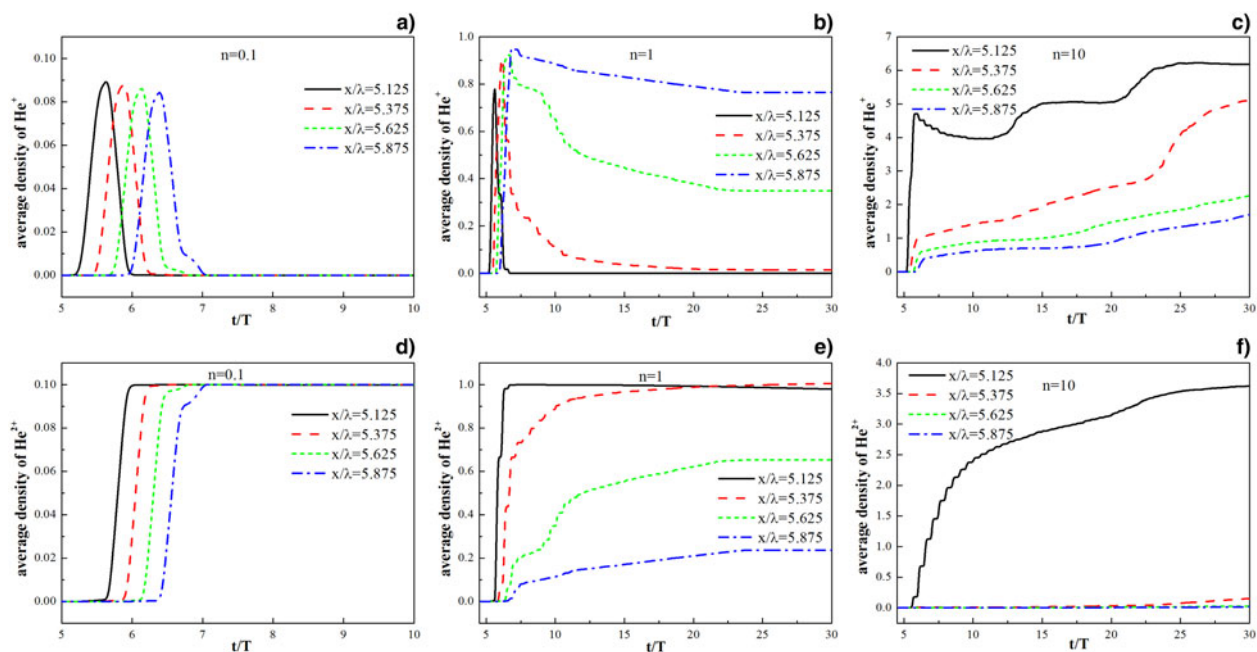 a)
n=0.1
x/λ=5.125
x/λ=5.375
x/λ=5.625
x/λ=5.875
average density of He⁺
0.10
0.08
0.06
0.04
0.02
0.00
5 6 7 8 9 10
t/T
b)
n=1
x/λ=5.125
x/λ=5.375
x/λ=5.625
x/λ=5.875
average density of He⁺
1.0
0.8
0.6
0.4
0.2
0.0
5 10 15 20 25 30
t/T
c)
n=10
x/λ=5.125
x/λ=5.375
x/λ=5.625
x/λ=5.875
average density of He⁺
7
6
5
4
3
2
1
0
-1
5 10 15 20 25 30
t/T
d)
n=0.1
x/λ=5.125
x/λ=5.375
x/λ=5.625
x/λ=5.875
average density of He²⁺
0.10
0.08
0.06
0.04
0.02
0.00
5 6 7 8 9 10
t/T
e)
n=1
x/λ=5.125
x/λ=5.375
x/λ=5.625
x/λ=5.875
average density of He²⁺
1.0
0.8
0.6
0.4
0.2
0.0
5 10 15 20 25 30
t/T
f)
n=10
x/λ=5.125
x/λ=5.375
x/λ=5.625
x/λ=5.875
average density of He²⁺
4.0
3.5
3.0
2.5
2.0
1.5
1.0
0.5
0.0
5 10 15 20 25 30
t/T